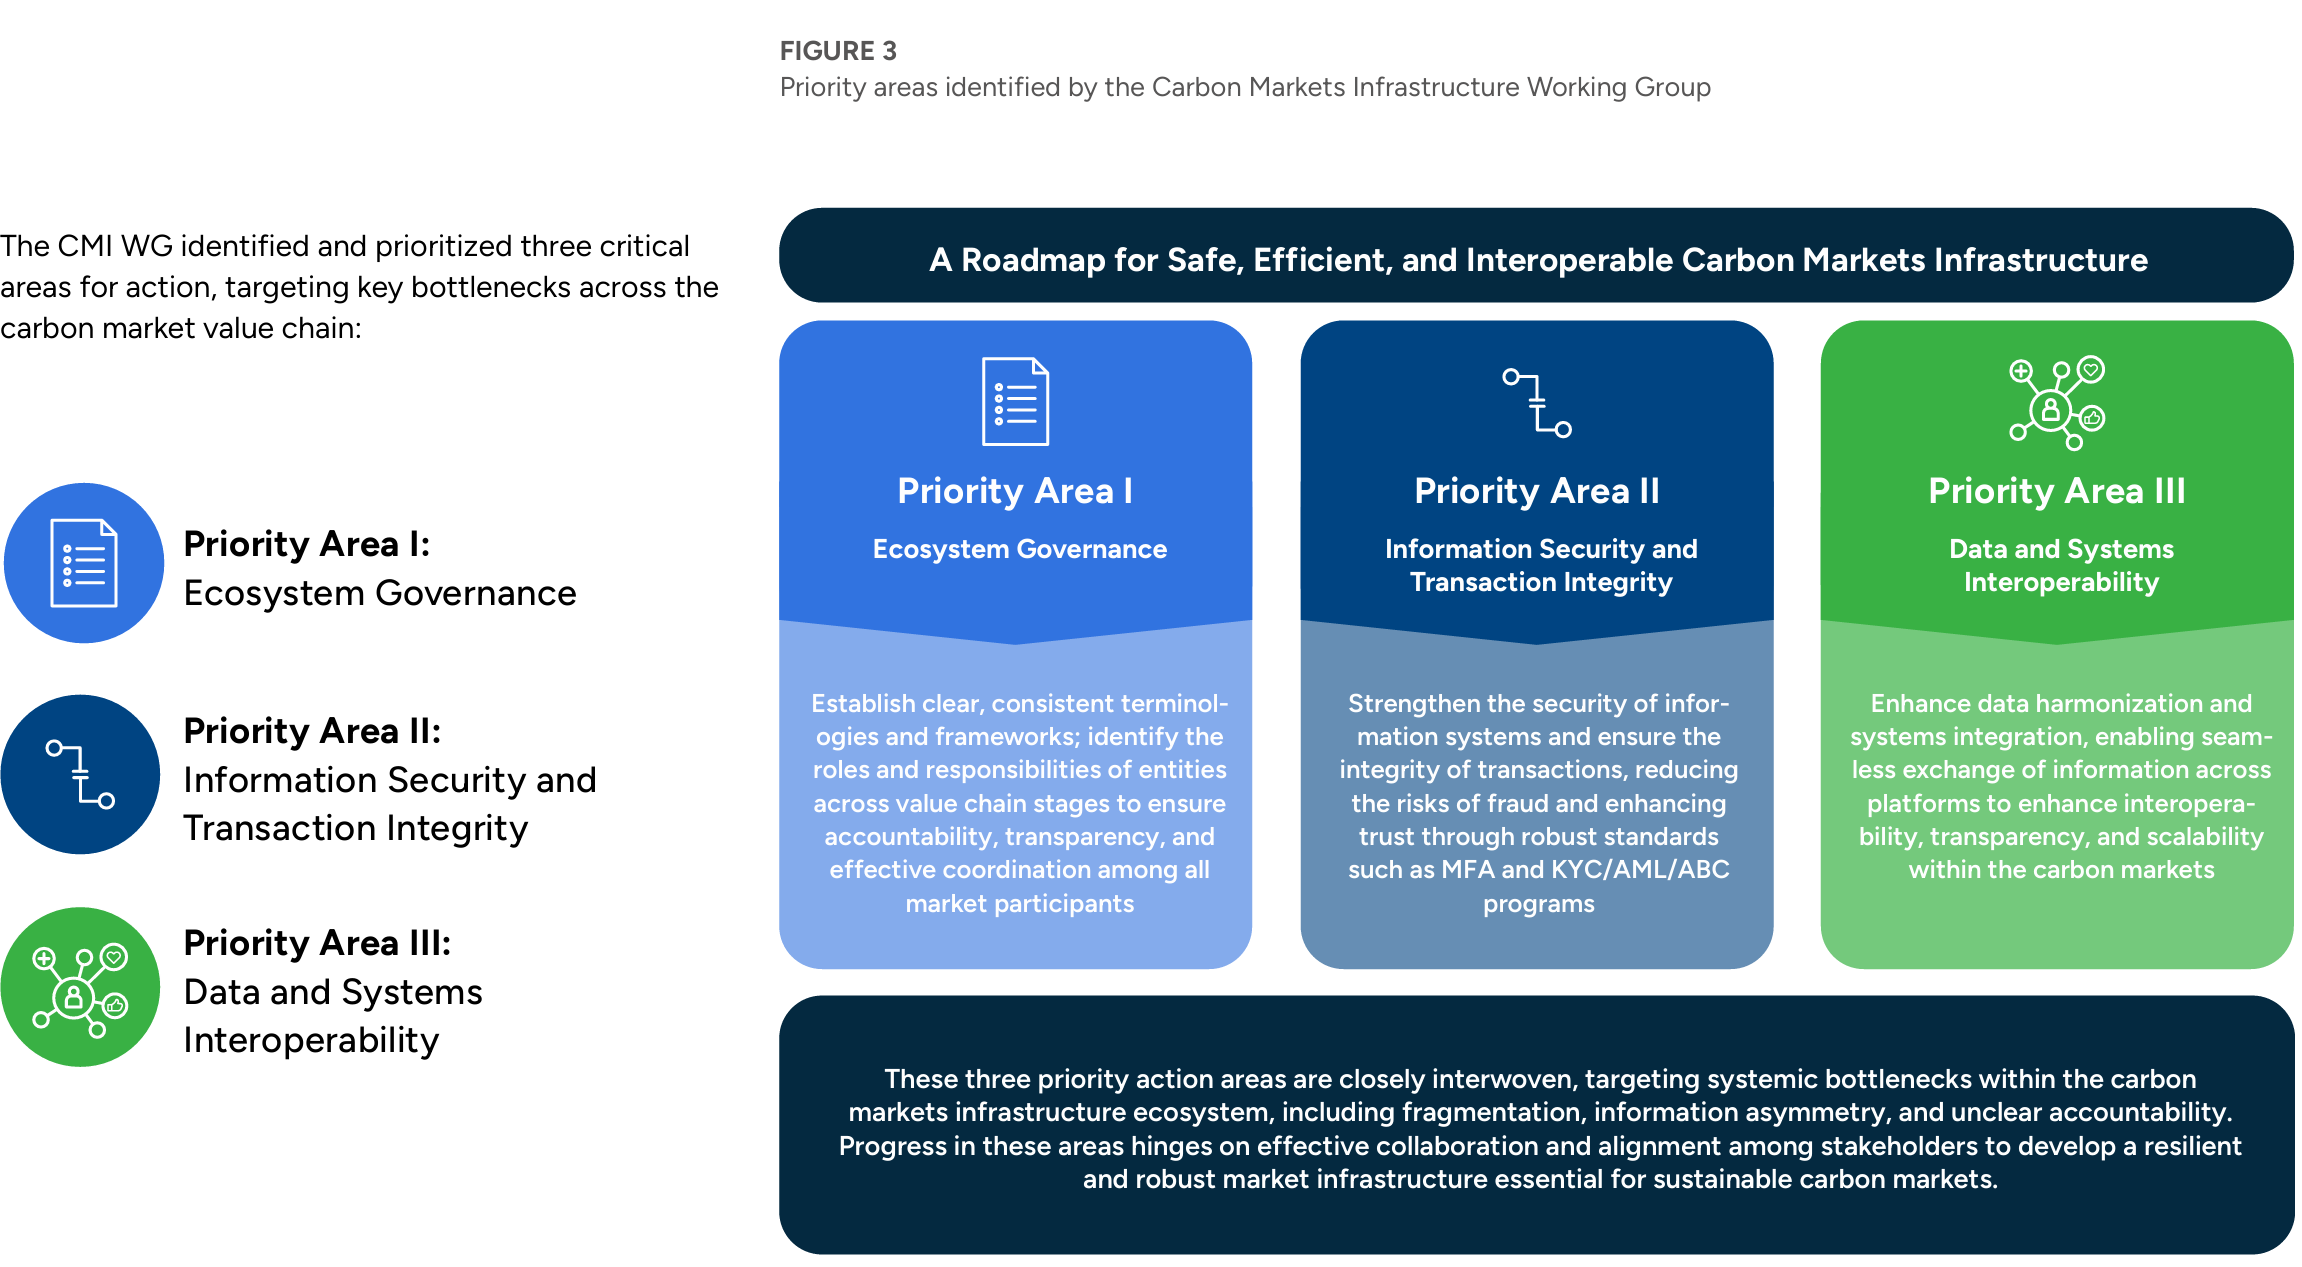 FIGURE 3
Priority areas identified by the Carbon Markets Infrastructure Working Group
The CMI WG identified and prioritized three critical
areas for action, targeting key bottlenecks across the
carbon market value chain:
Priority Area I:
Ecosystem Governance
Priority Area II:
Information Security and
Transaction Integrity
Priority Area III:
Data and Systems
Interoperability
A Roadmap for Safe, Efficient, and Interoperable Carbon Markets Infrastructure
Priority Area I
Ecosystem Governance
Establish clear, consistent terminol-
ogies and frameworks; identify the
roles and responsibilities of entities
across value chain stages to ensure
accountability, transparency, and
effective coordination among all
market participants
Priority Area II
Information Security and
Transaction Integrity
Strengthen the security of infor-
mation systems and ensure the
integrity of transactions, reducing
the risks of fraud and enhancing
trust through robust standards
such as MFA and KYC/AML/ABC
programs
Priority Area III
Data and Systems
Interoperability
Enhance data harmonization and
systems integration, enabling seam-
less exchange of information across
platforms to enhance interopera-
bility, transparency, and scalability
within the carbon markets
These three priority action areas are closely interwoven, targeting systemic bottlenecks within the carbon
markets infrastructure ecosystem, including fragmentation, information asymmetry, and unclear accountability.
Progress in these areas hinges on effective collaboration and alignment among stakeholders to develop a resilient
and robust market infrastructure essential for sustainable carbon markets.